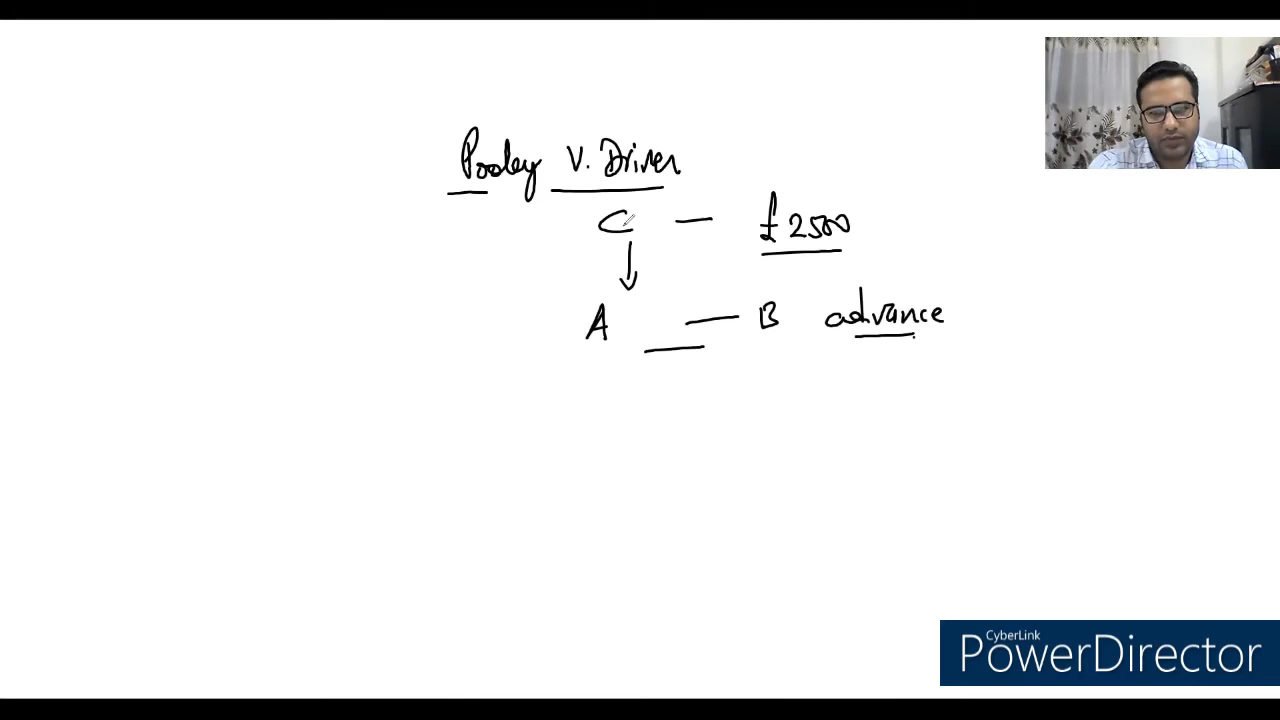 Pooley V. Driver
C — £2500
A — B advance
CyberLink
PowerDirector